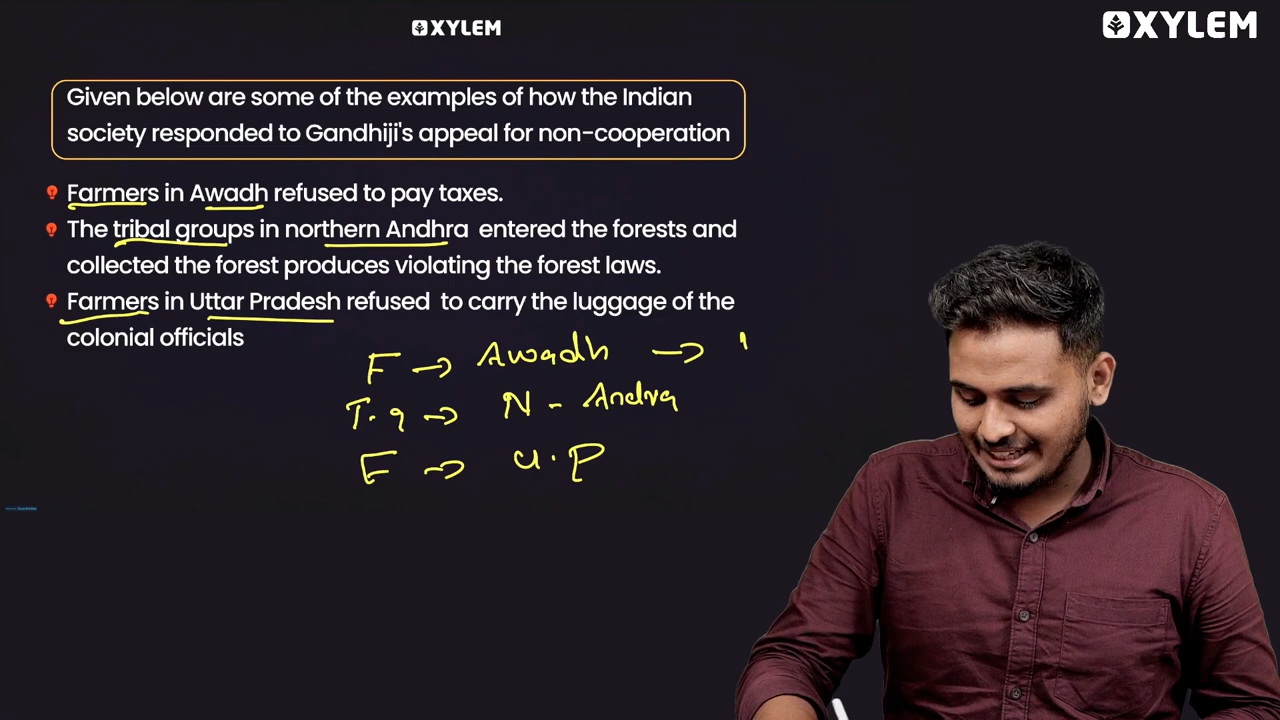 XYLEM
XYLEM
Given below are some of the examples of how the Indian
society responded to Gandhiji's appeal for non-cooperation
Farmers in Awadh refused to pay taxes.
The tribal groups in northern Andhra entered the forests and
collected the forest produces violating the forest laws.
Farmers in Uttar Pradesh refused to carry the luggage of the
colonial officials
F → Awadh →
T.g → N - Andra
F → U.P